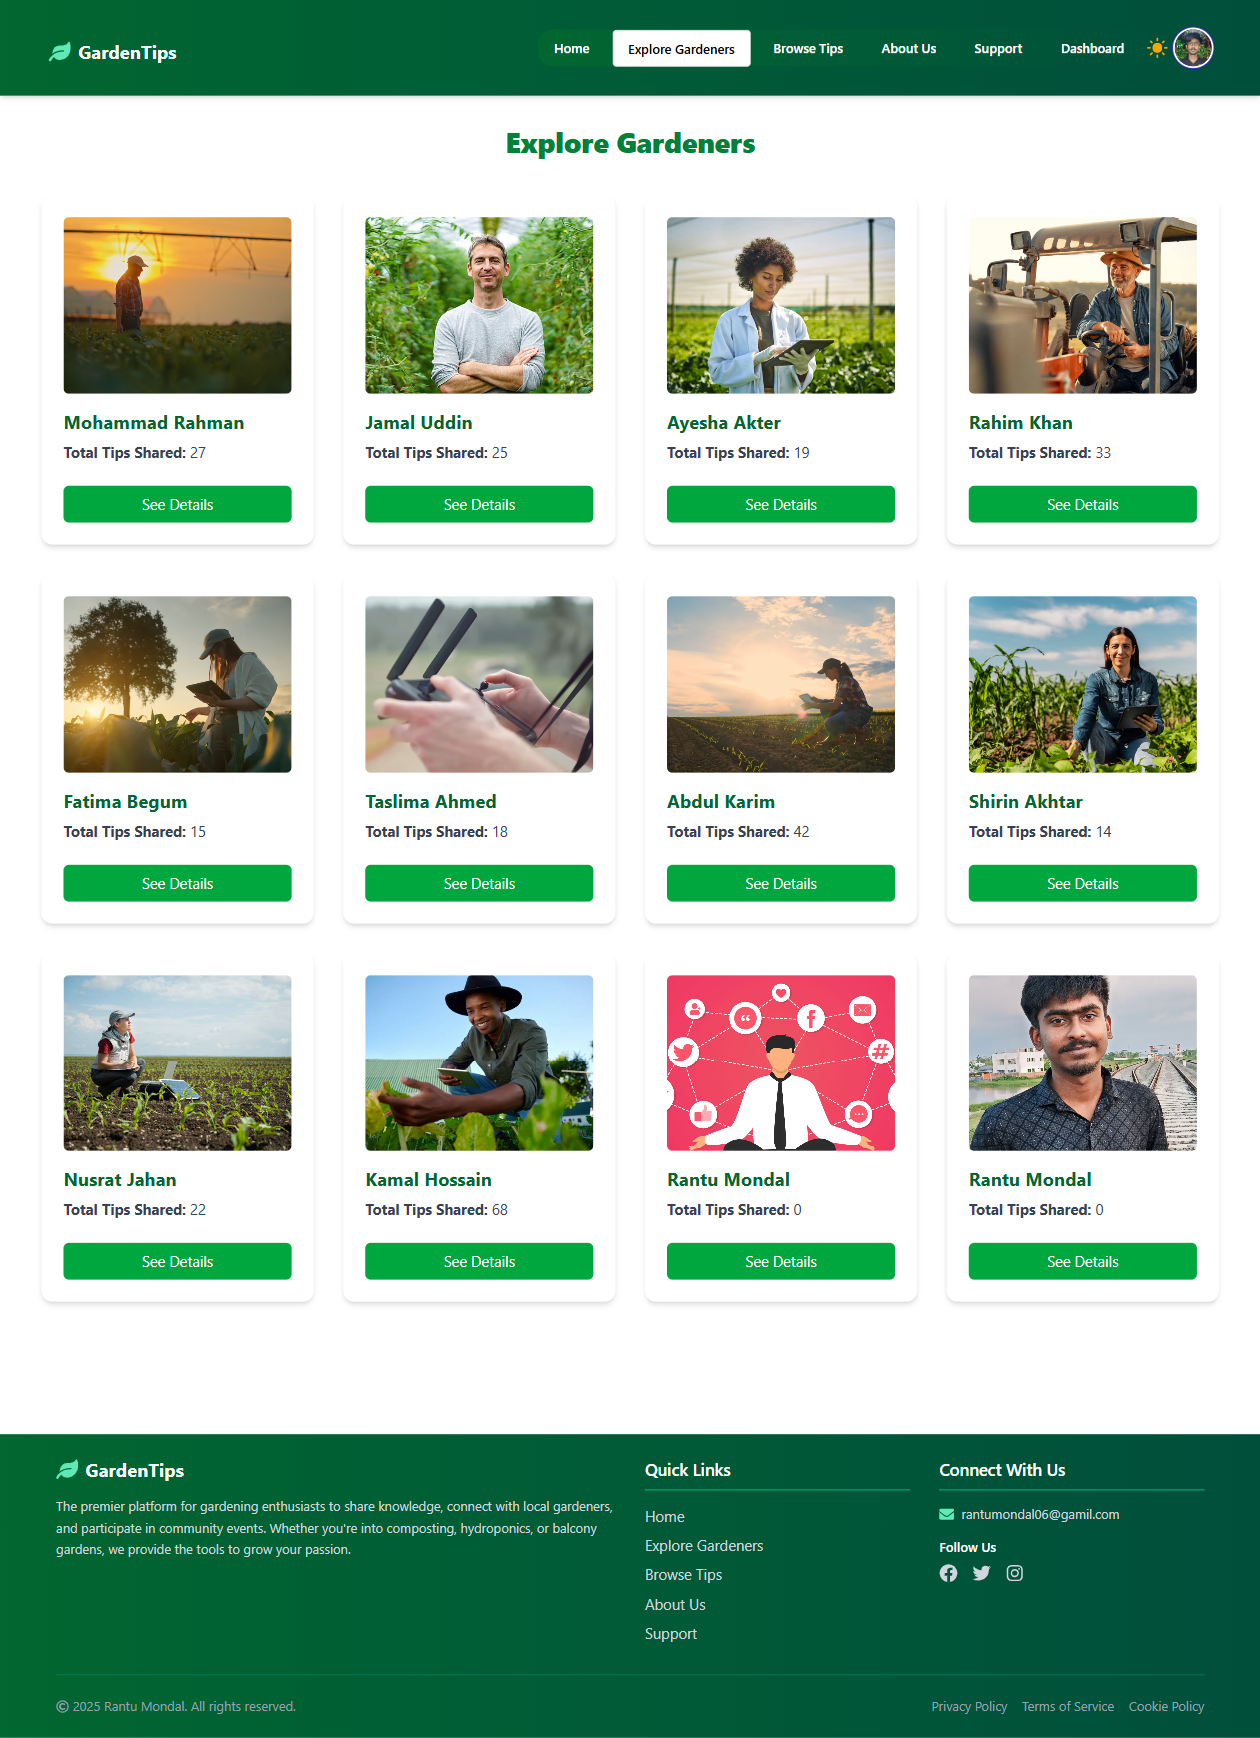 GardenTips
Home
Explore Gardeners
Browse Tips
About Us
Support
Dashboard
Explore Gardeners
Mohammad Rahman
Total Tips Shared: 27
See Details
Jamal Uddin
Total Tips Shared: 25
See Details
Ayesha Akter
Total Tips Shared: 19
See Details
Rahim Khan
Total Tips Shared: 33
See Details
Fatima Begum
Total Tips Shared: 15
See Details
Taslima Ahmed
Total Tips Shared: 18
See Details
Abdul Karim
Total Tips Shared: 42
See Details
Shirin Akhtar
Total Tips Shared: 14
See Details
Nusrat Jahan
Total Tips Shared: 22
See Details
Kamal Hossain
Total Tips Shared: 68
See Details
Rantu Mondal
Total Tips Shared: 0
See Details
Rantu Mondal
Total Tips Shared: 0
See Details
GardenTips
The premier platform for gardening enthusiasts to share knowledge, connect with local gardeners,
and participate in community events. Whether you're into composting, hydroponics, or balcony
gardens, we provide the tools to grow your passion.
Quick Links
Home
Explore Gardeners
Browse Tips
About Us
Support
Connect With Us
rantumondal06@gamil.com
Follow Us
© 2025 Rantu Mondal. All rights reserved.
Privacy Policy
Terms of Service
Cookie Policy